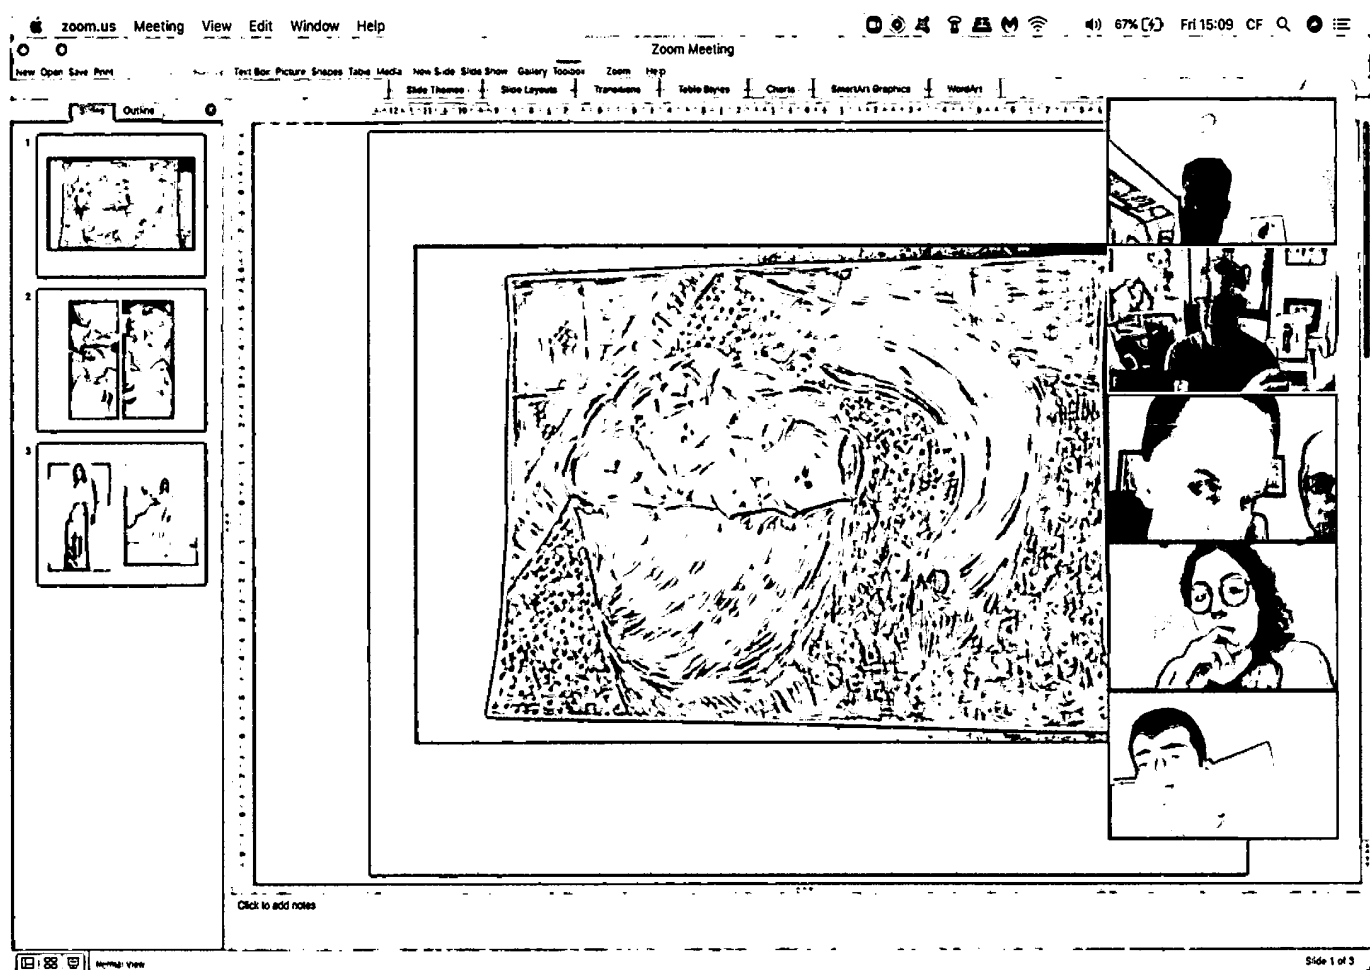 zoom.us Meeting View Edit Window Help 67% Fri 15:09 CF
Zoom Meeting
New Open Save Print Text Box Picture Shapes Table Media New Slide Slide Show Gallery Toolbox Zoom Help
Slide Themes Slide Layouts Transitions Table Styles Charts SmartArt Graphics WordArt
Slides Outline
1
2
3
Click to add notes
Normal View Slide 1 of 3